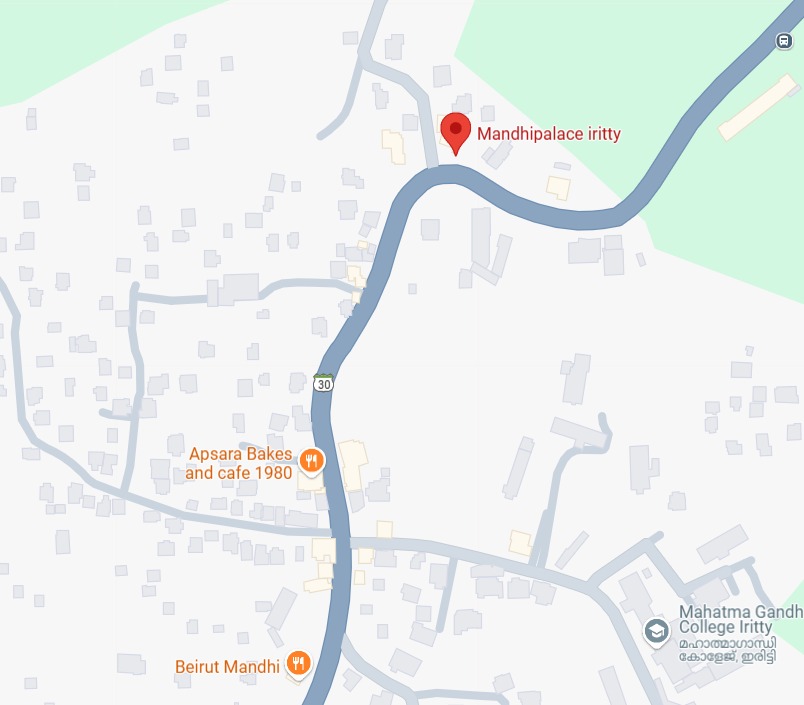 Mandhipalace iritty
30
Apsara Bakes
and cafe 1980
Mahatma Gandh
College Iritty
മഹാത്മാഗാന്ധി
കോളേജ്, ഇരിട്ടി
Beirut Mandhi